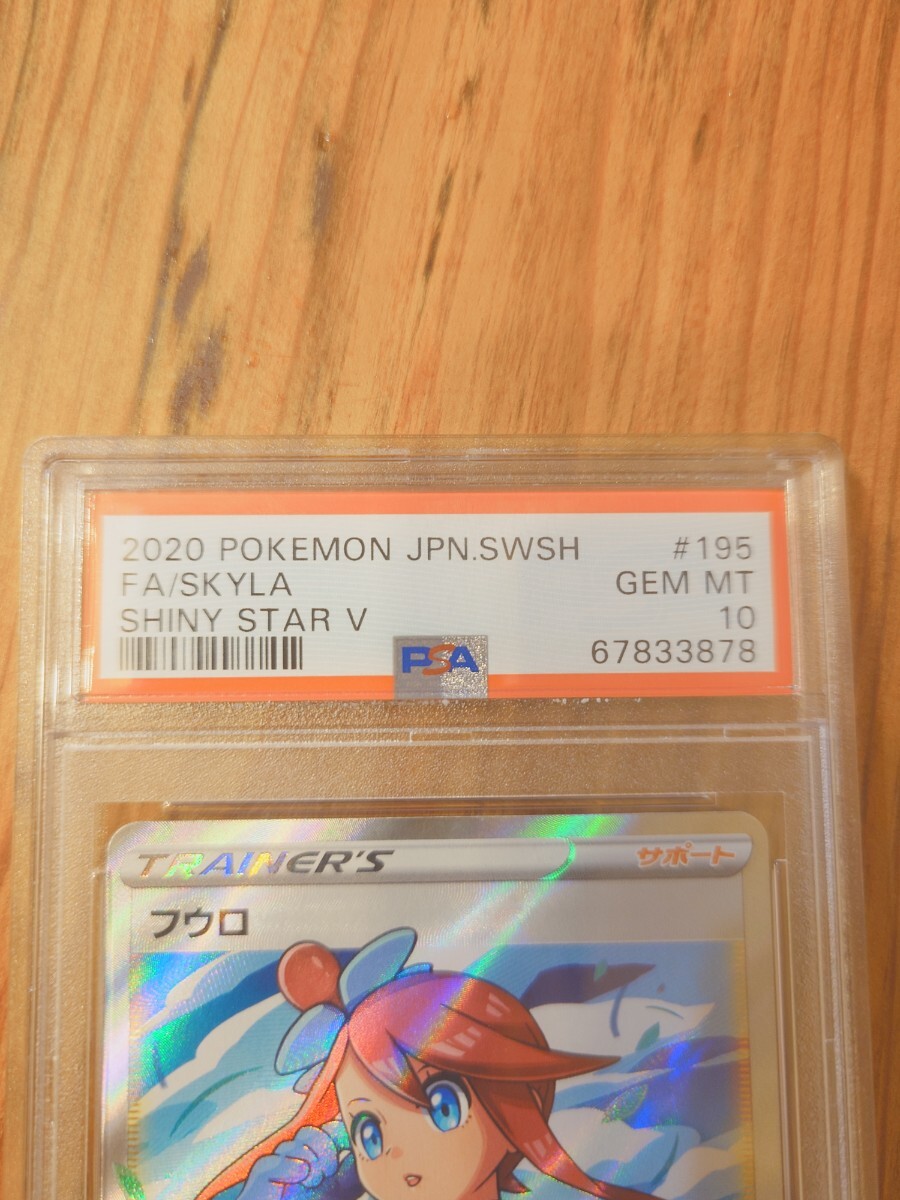 2020 POKEMON JPN.SWSH #195
FA/SKYLA GEM MT
SHINY STAR V 10
PSA 67833878
TRAINER'S サポート
フウロ